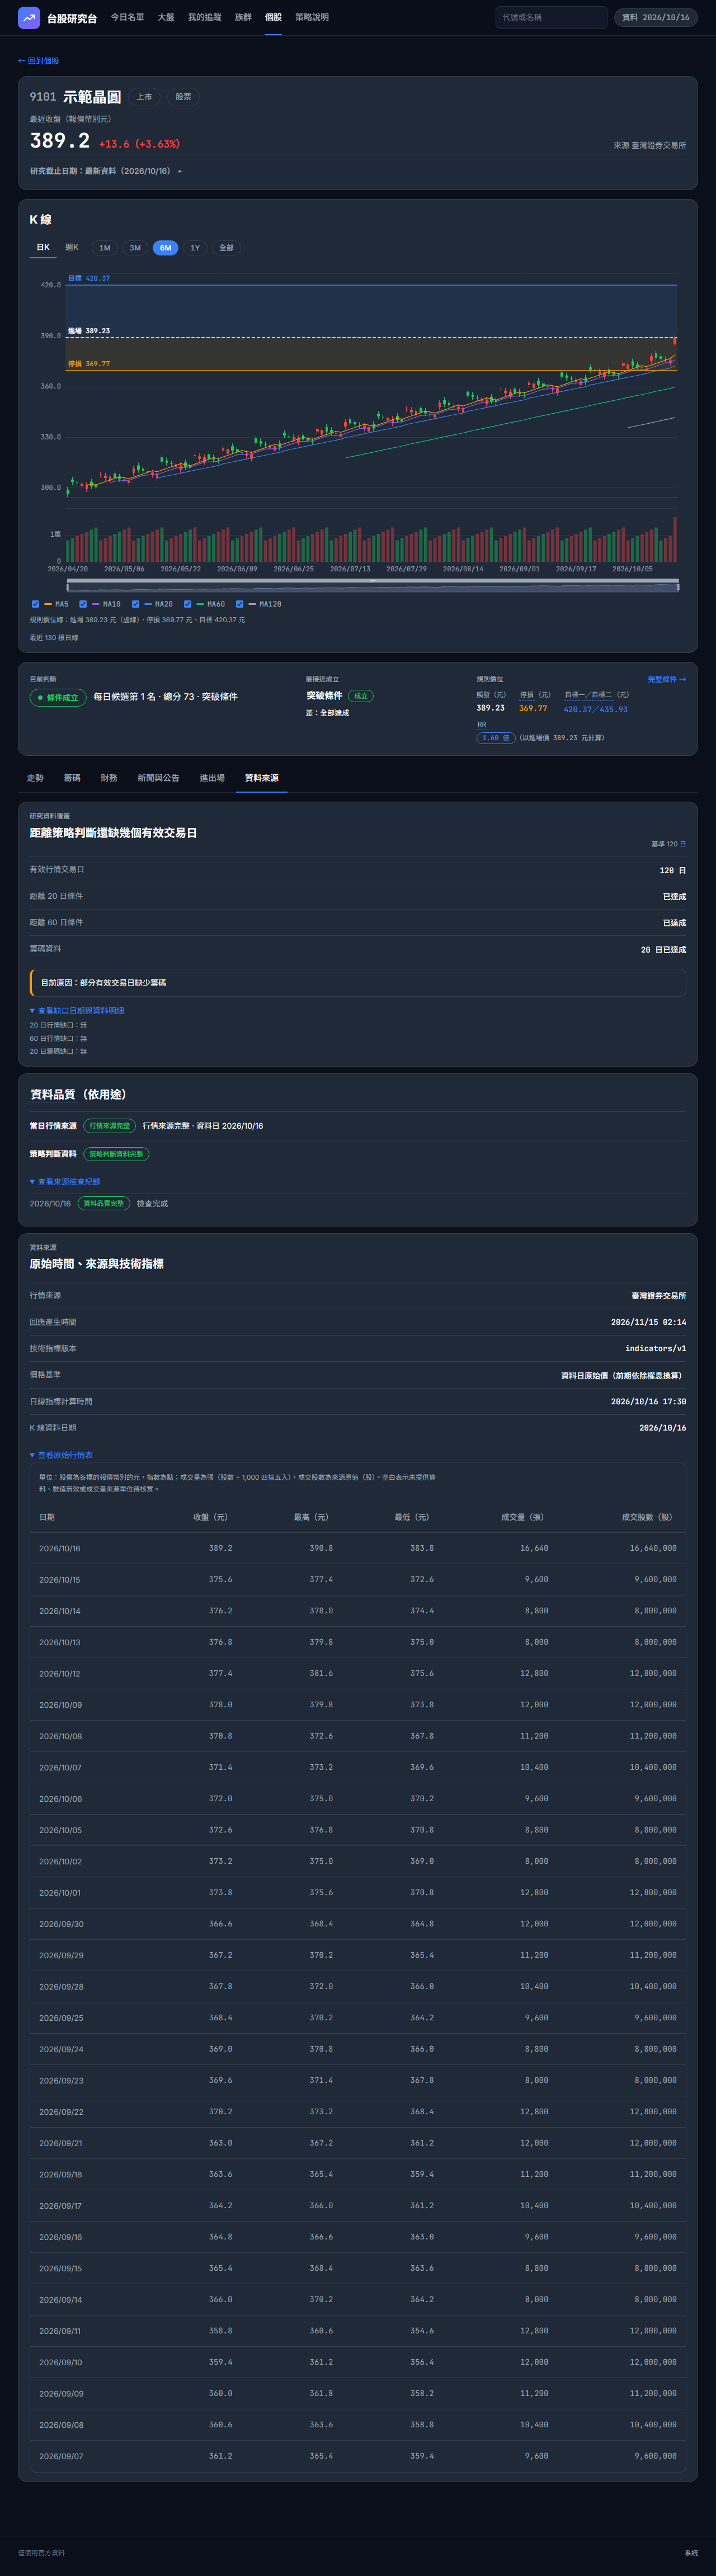 台股研究台 今日名單 大盤 我的追蹤 族群 個股 策略說明 代號或名稱 資料 2026/10/16
← 回到個股
9101 示範晶圓 上市 股票
最近收盤（報價幣別元）
389.2 +13.6 (+3.63%)
來源 臺灣證券交易所
研究截止日期：最新資料（2026/10/16）
K 線
日K 週K 1M 3M 6M 1Y 全部
目標 420.37
420.0
進場 389.23
390.0
停損 369.77
360.0
330.0
300.0
1萬
0
2026/04/20 2026/05/06 2026/05/22 2026/06/09 2026/06/25 2026/07/13 2026/07/29 2026/08/14 2026/09/01 2026/09/17 2026/10/05
MA5 MA10 MA20 MA60 MA120
規則價位線：進場 389.23 元（虛線）、停損 369.77 元、目標 420.37 元
最近 130 根日線
目前判斷
條件成立 每日候選第 1 名 · 總分 73 · 突破條件
最接近成立
突破條件 成立
差：全部達成
規則價位 完整條件 →
觸發（元） 停損（元） 目標一／目標二（元）
389.23 369.77 420.37／435.93
RR
1.60 倍 （以進場價 389.23 元計算）
走勢 籌碼 財務 新聞與公告 進出場 資料來源
研究資料覆蓋
距離策略判斷還缺幾個有效交易日
基準 120 日
有效行情交易日 120 日
距離 20 日條件 已達成
距離 60 日條件 已達成
籌碼資料 20 日已達成
目前原因：部分有效交易日缺少籌碼
▼ 查看缺口日期與資料明細
20 日行情缺口：無
60 日行情缺口：無
20 日籌碼缺口：無
資料品質（依用途）
當日行情來源 行情來源完整 行情來源完整 · 資料日 2026/10/16
策略判斷資料 策略判斷資料完整
▼ 查看來源檢查紀錄
2026/10/16 資料品質完整 檢查完成
資料來源
原始時間、來源與技術指標
行情來源 臺灣證券交易所
回應產生時間 2026/11/15 02:14
技術指標版本 indicators/v1
價格基準 資料日原始價（前期依除權息換算）
日線指標計算時間 2026/10/16 17:30
K 線資料日期 2026/10/16
▼ 查看原始行情表
單位：股價為各標的報價幣別的元，指數為點；成交量為張（股數 ÷ 1,000 四捨五入），成交股數為來源原值（股）。空白表示未提供資
料、數值無效或成交量來源單位待核實。
日期 收盤（元） 最高（元） 最低（元） 成交量（張） 成交股數（股）
2026/10/16 389.2 390.8 383.8 16,640 16,640,000
2026/10/15 375.6 377.4 372.6 9,600 9,600,000
2026/10/14 376.2 378.0 374.4 8,800 8,800,000
2026/10/13 376.8 379.8 375.0 8,000 8,000,000
2026/10/12 377.4 381.6 375.6 12,800 12,800,000
2026/10/09 378.0 379.8 373.8 12,000 12,000,000
2026/10/08 370.8 372.6 367.8 11,200 11,200,000
2026/10/07 371.4 373.2 369.6 10,400 10,400,000
2026/10/06 372.0 375.0 370.2 9,600 9,600,000
2026/10/05 372.6 376.8 370.8 8,800 8,800,000
2026/10/02 373.2 375.0 369.0 8,000 8,000,000
2026/10/01 373.8 375.6 370.8 12,800 12,800,000
2026/09/30 366.6 368.4 364.8 12,000 12,000,000
2026/09/29 367.2 370.2 365.4 11,200 11,200,000
2026/09/28 367.8 372.0 366.0 10,400 10,400,000
2026/09/25 368.4 370.2 364.2 9,600 9,600,000
2026/09/24 369.0 370.8 366.0 8,800 8,800,000
2026/09/23 369.6 371.4 367.8 8,000 8,000,000
2026/09/22 370.2 373.2 368.4 12,800 12,800,000
2026/09/21 363.0 367.2 361.2 12,000 12,000,000
2026/09/18 363.6 365.4 359.4 11,200 11,200,000
2026/09/17 364.2 366.0 361.2 10,400 10,400,000
2026/09/16 364.8 366.6 363.0 9,600 9,600,000
2026/09/15 365.4 368.4 363.6 8,800 8,800,000
2026/09/14 366.0 370.2 364.2 8,000 8,000,000
2026/09/11 358.8 360.6 354.6 12,800 12,800,000
2026/09/10 359.4 361.2 356.4 12,000 12,000,000
2026/09/09 360.0 361.8 358.2 11,200 11,200,000
2026/09/08 360.6 363.6 358.8 10,400 10,400,000
2026/09/07 361.2 365.4 359.4 9,600 9,600,000
僅使用官方資料 系統